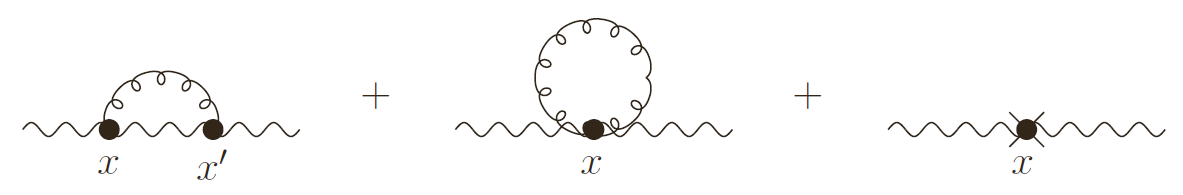 + +
x x′ x x